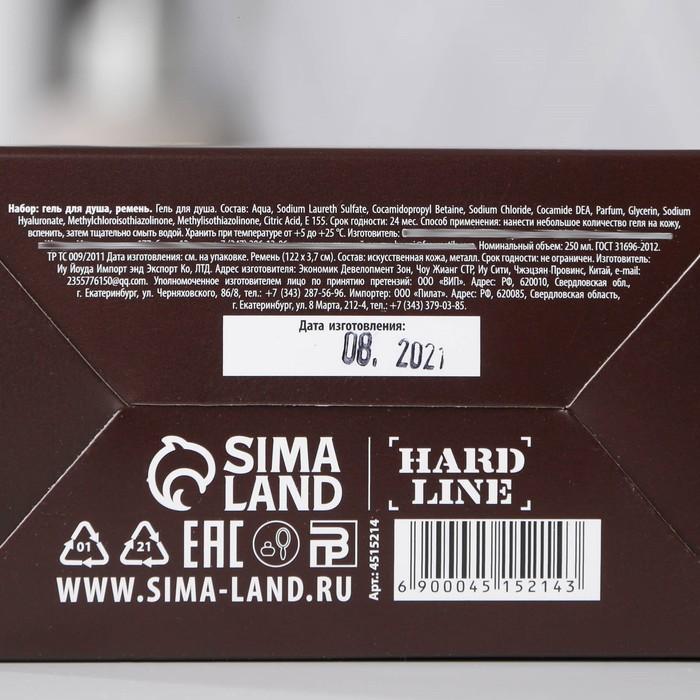 Набор: гель для душа, ремень. Гель для душа. Состав: Aqua, Sodium Laureth Sulfate, Cocamidopropyl Betaine, Sodium Chloride, Cocamide DEA, Parfum, Glycerin, Sodium
Hyaluronate, Methylchloroisothiazolinone, Methylisothiazolinone, Citric Acid, E 155. Срок годности: 24 мес. Способ применения: нанести небольшое количество геля на кожу,
вспенить, затем тщательно смыть водой. Хранить при температуре от +5 до +25 °C. Изготовитель:
Номинальный объем: 250 мл. ГОСТ 31696-2012.
ТР ТС 009/2011 Дата изготовления: см. на упаковке. Ремень (122 х 3,7 см). Состав: искусственная кожа, металл. Срок годности: не ограничен. Изготовитель:
Иу Йоуда Импорт энд Экспорт Ко, ЛТД. Адрес изготовителя: Экономик Девелопмент Зон, Чоу Жианг СТР, Иу Сити, Чжэцзян Провинс, Китай, e-mail:
2355776150@qq.com. Уполномоченное изготовителем лицо по принятию претензий: ООО «ВИП». Адрес: РФ, 620010, Свердловская обл.,
г. Екатеринбург, ул. Черняховского, 86/8, тел.: +7 (343) 287-56-96. Импортер: ООО «Пилат». Адрес: РФ, 620085, Свердловская область,
г. Екатеринбург, ул. 8 Марта, 212-4, тел.: +7 (343) 379-03-85.
Дата изготовления:
08. 2021
SIMA LAND
HARD LINE
01 21 EAC
WWW.SIMA-LAND.RU
Арт.: 4515214
6 900045 152143